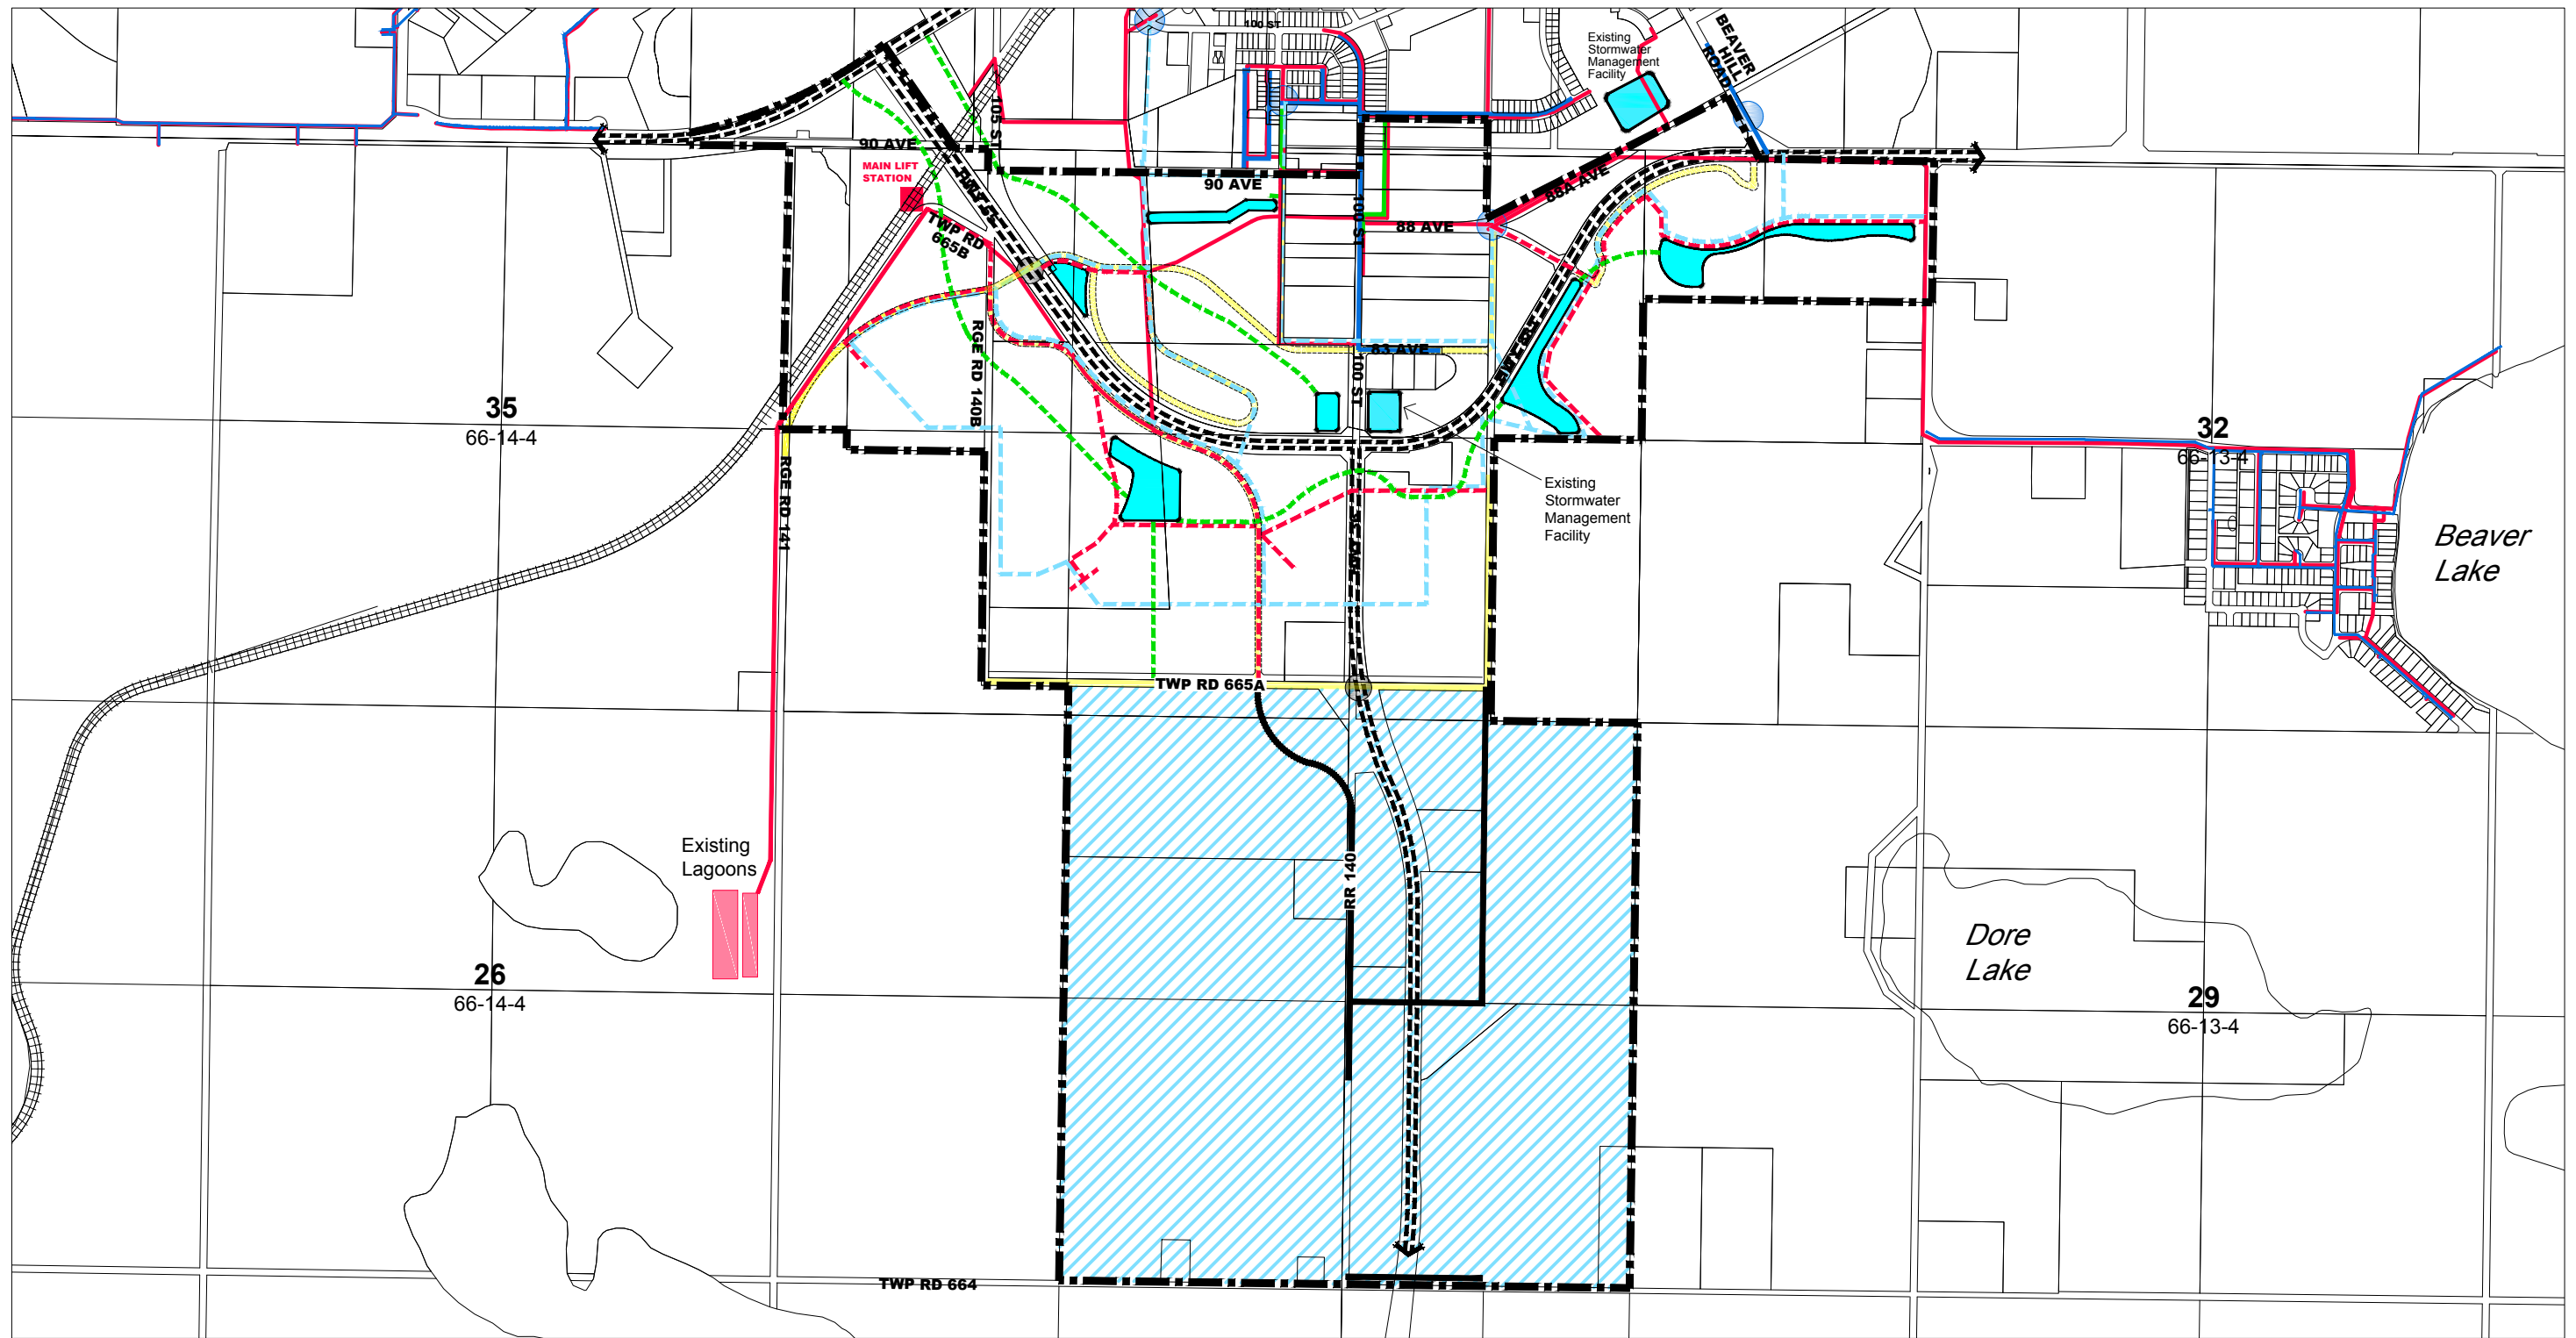 100 ST
Existing
Stormwater
Management
Facility
BEAVER
HILL
ROAD
105 ST
90 AVE
MAIN LIFT
STATION
90 AVE
88A AVE
100 ST
88 AVE
TWP RD
665B
RGE RD 140B
83 AVE
100 ST
35
66-14-4
32
66-13-4
RGE RD 141
Existing
Stormwater
Management
Facility
Beaver
Lake
TWP RD 665A
Existing
Lagoons
RR 140
Dore
Lake
26
66-14-4
29
66-13-4
TWP RD 664